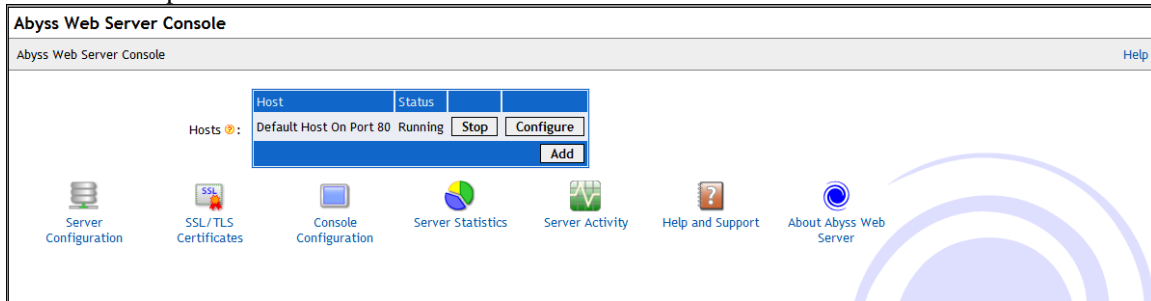 Abyss Web Server Console
Abyss Web Server Console
Help
Host Status
Hosts ? : Default Host On Port 80 Running Stop Configure
Add
SSL
?
Server Configuration
SSL/TLS Certificates
Console Configuration
Server Statistics
Server Activity
Help and Support
About Abyss Web Server